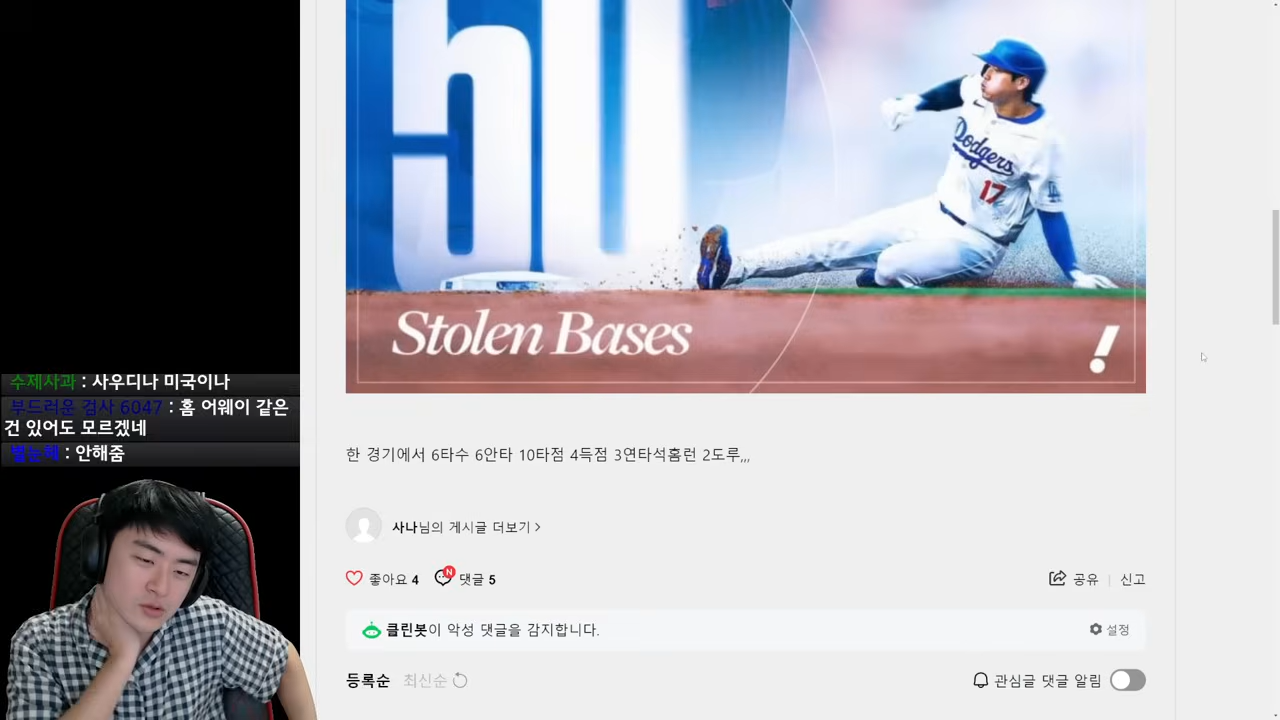 50
Dodgers
17
Stolen Bases
!
수제사과 : 사우디나 미국이나
부드러운 검사 6047 : 홈 어웨이 같은
건 있어도 모르겠네
: 안해줌
한 경기에서 6타수 6안타 10타점 4득점 3연타석홈런 2도루,,,
사나님의 게시글 더보기 >
좋아요 4 N 댓글 5
공유 | 신고
클린봇이 악성 댓글을 감지합니다.
설정
등록순 최신순
관심글 댓글 알림